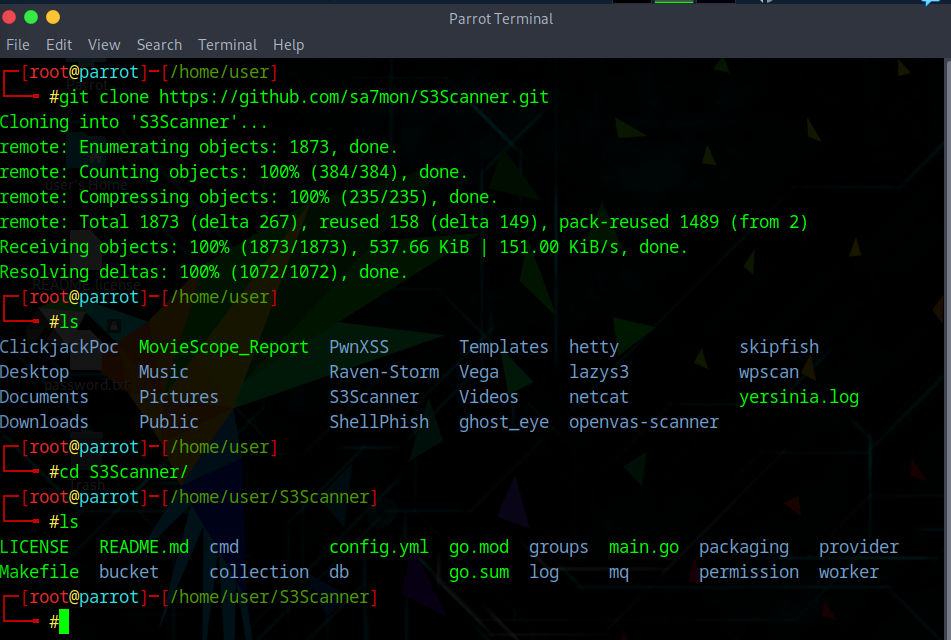 Parrot Terminal
File Edit View Search Terminal Help
┌─[root@parrot]─[/home/user]
└──╼ #git clone https://github.com/sa7mon/S3Scanner.git
Cloning into 'S3Scanner'...
remote: Enumerating objects: 1873, done.
remote: Counting objects: 100% (384/384), done.
remote: Compressing objects: 100% (235/235), done.
remote: Total 1873 (delta 267), reused 158 (delta 149), pack-reused 1489 (from 2)
Receiving objects: 100% (1873/1873), 537.66 KiB | 151.00 KiB/s, done.
Resolving deltas: 100% (1072/1072), done.
┌─[root@parrot]─[/home/user]
└──╼ #ls
ClickjackPoc MovieScope_Report PwnXSS Templates hetty skipfish
Desktop Music Raven-Storm Vega lazys3 wpscan
Documents Pictures S3Scanner Videos netcat yersinia.log
Downloads Public ShellPhish ghost_eye openvas-scanner
┌─[root@parrot]─[/home/user]
└──╼ #cd S3Scanner/
┌─[root@parrot]─[/home/user/S3Scanner]
└──╼ #ls
LICENSE README.md cmd config.yml go.mod groups main.go packaging provider
Makefile bucket collection db go.sum log mq permission worker
┌─[root@parrot]─[/home/user/S3Scanner]
└──╼ #